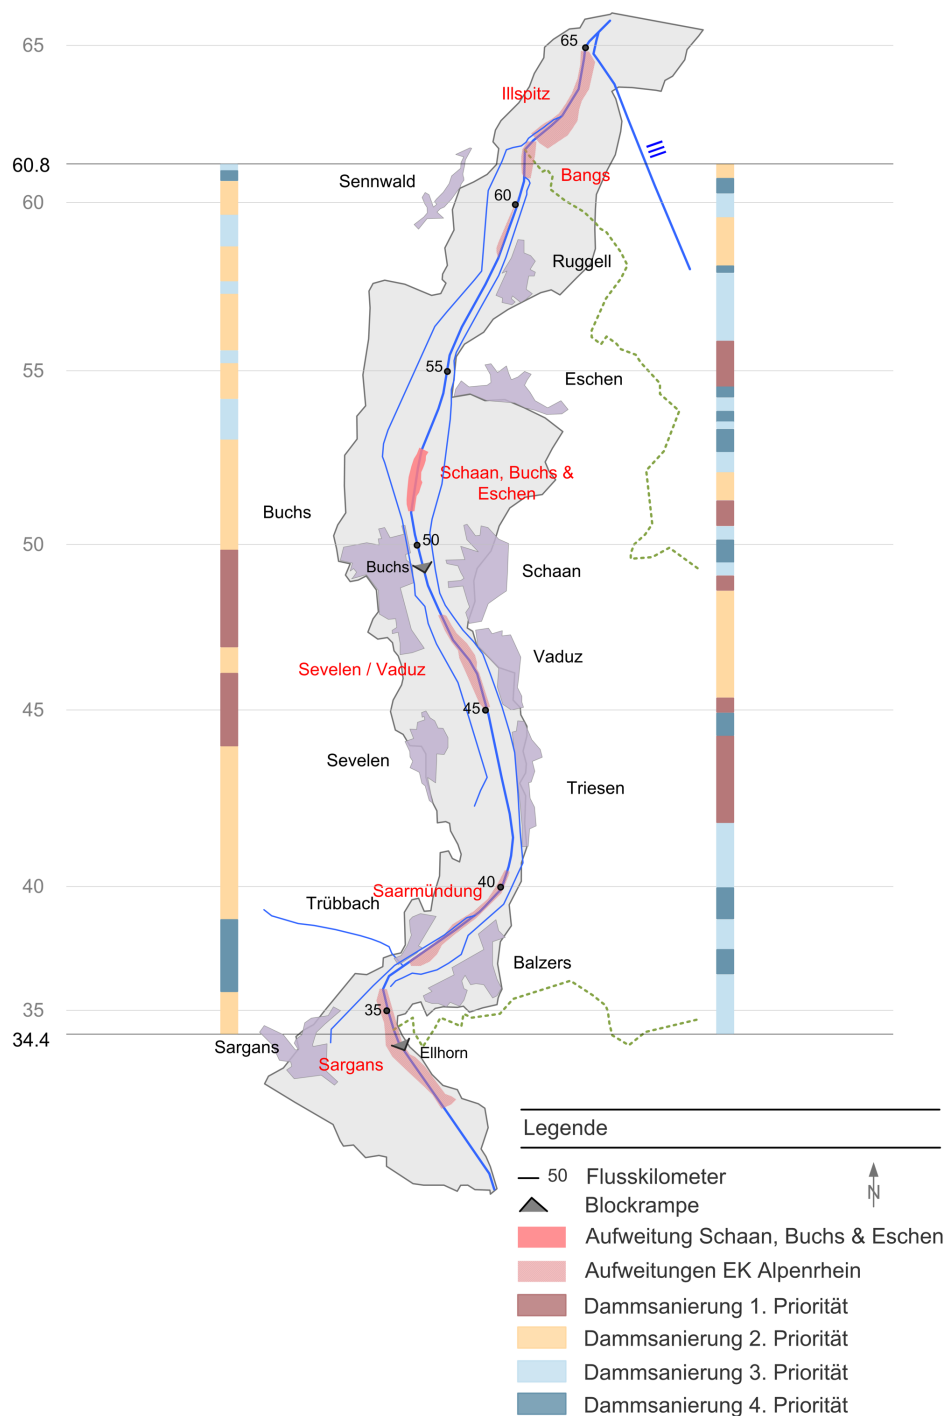 65
65
Illspitz
60.8
Sennwald
Bangs
Ill
60
60
Ruggell
55
55
Eschen
Schaan, Buchs &
Eschen
Buchs
50
50
Buchs
Schaan
Vaduz
Sevelen / Vaduz
45
45
Sevelen
Triesen
40
40
Saarmündung
Trübbach
Balzers
35
35
34.4
Sargans
Ellhorn
Sargans
Legende
50 Flusskilometer
N
Blockrampe
Aufweitung Schaan, Buchs & Eschen
Aufweitungen EK Alpenrhein
Dammsanierung 1. Priorität
Dammsanierung 2. Priorität
Dammsanierung 3. Priorität
Dammsanierung 4. Priorität